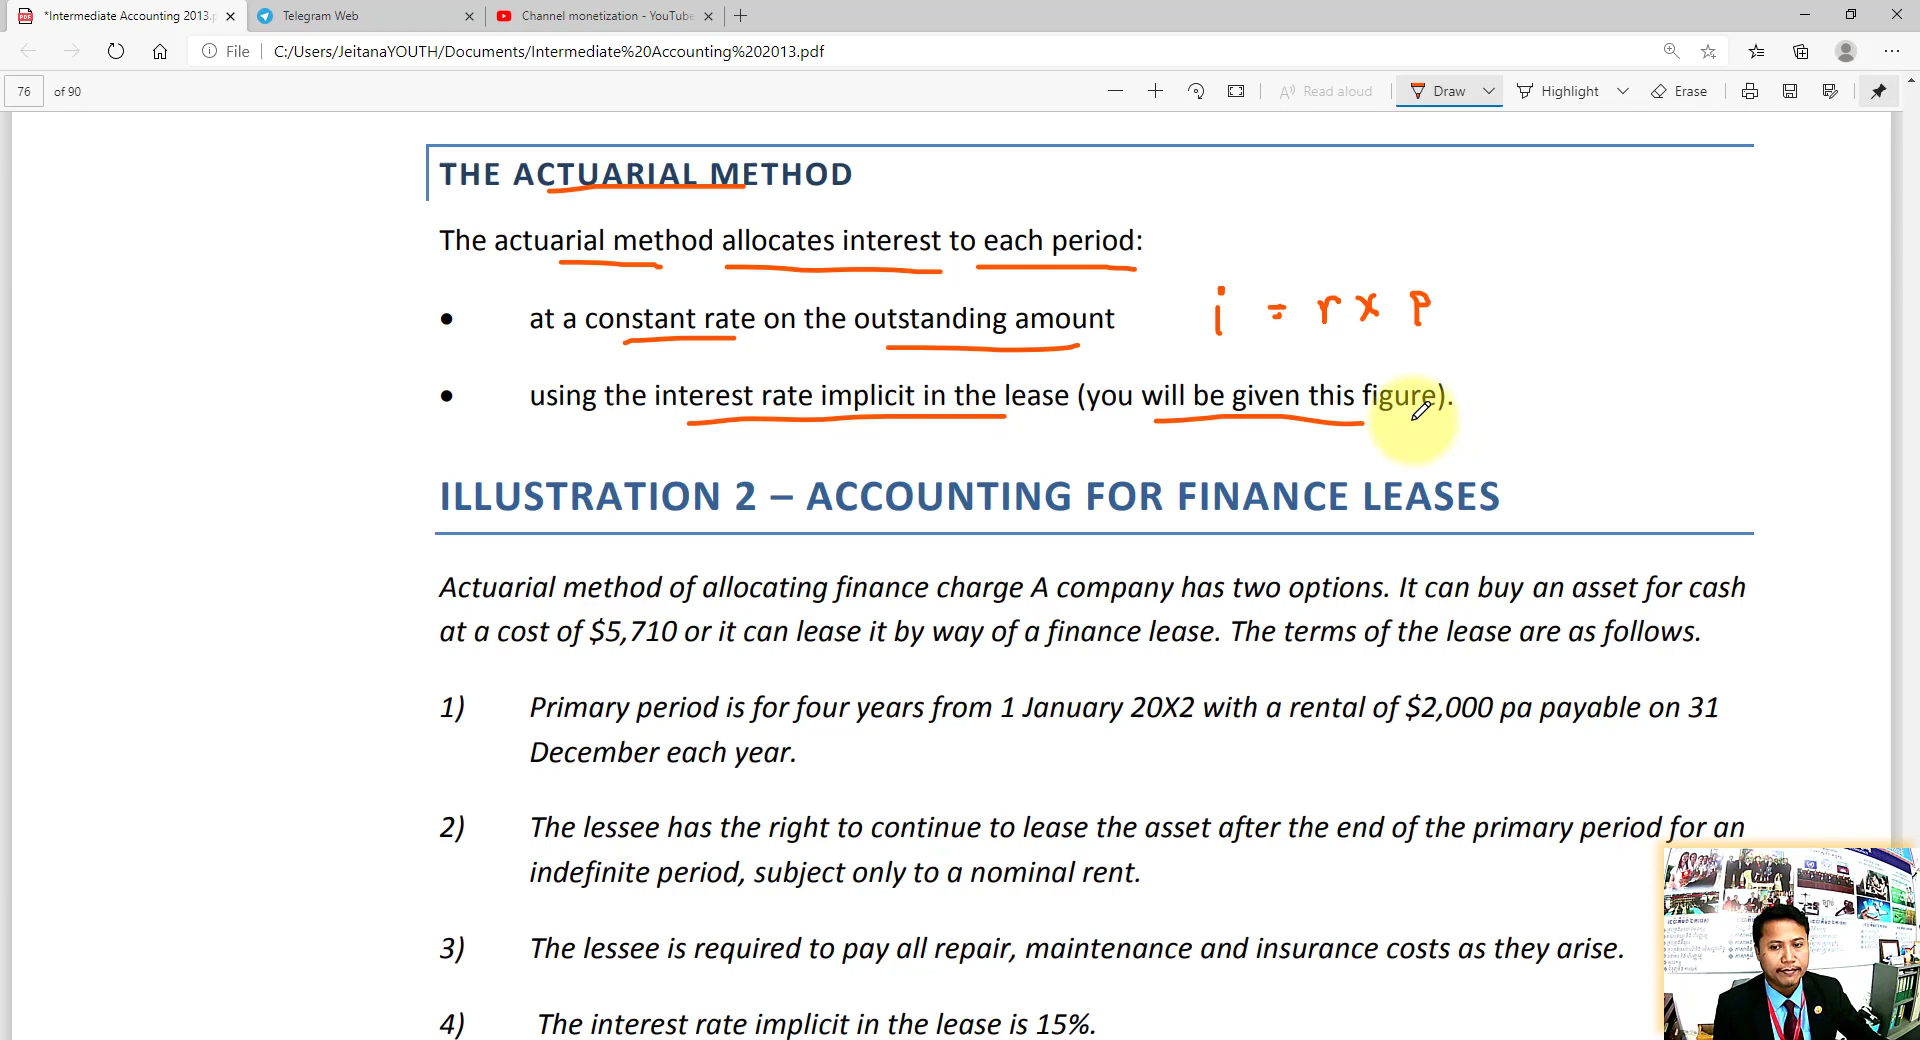 *Intermediate Accounting 2013.p
Telegram Web
Channel monetization - YouTube
File
C:/Users/JeitanaYOUTH/Documents/Intermediate%20Accounting%202013.pdf
76 of 90
Read aloud
Draw
Highlight
Erase
THE ACTUARIAL METHOD
The actuarial method allocates interest to each period:
• at a constant rate on the outstanding amount
i = r x P
• using the interest rate implicit in the lease (you will be given this figure).
ILLUSTRATION 2 – ACCOUNTING FOR FINANCE LEASES
Actuarial method of allocating finance charge A company has two options. It can buy an asset for cash
at a cost of $5,710 or it can lease it by way of a finance lease. The terms of the lease are as follows.
1) Primary period is for four years from 1 January 20X2 with a rental of $2,000 pa payable on 31
December each year.
2) The lessee has the right to continue to lease the asset after the end of the primary period for an
indefinite period, subject only to a nominal rent.
3) The lessee is required to pay all repair, maintenance and insurance costs as they arise.
4) The interest rate implicit in the lease is 15%.